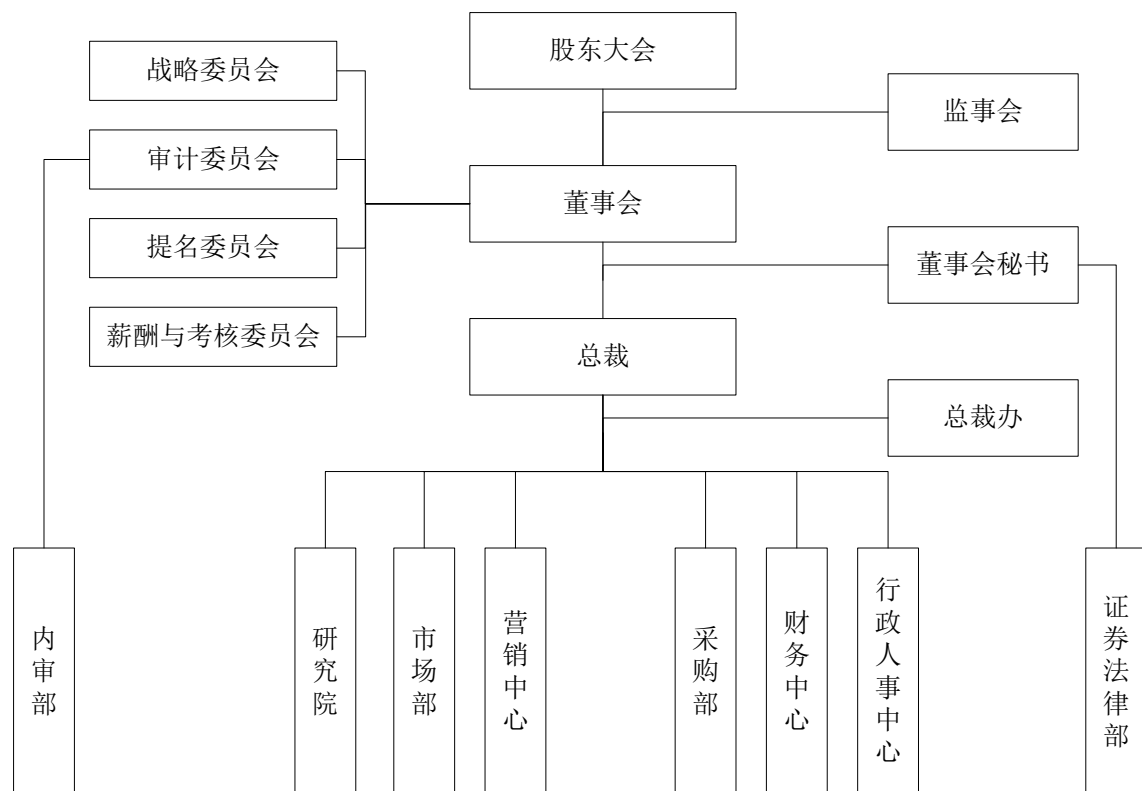 股东大会
战略委员会
监事会
审计委员会
董事会
提名委员会
董事会秘书
薪酬与考核委员会
总裁
总裁办
内审部
研究院
市场部
营销中心
采购部
财务中心
行政人事中心
证券法律部